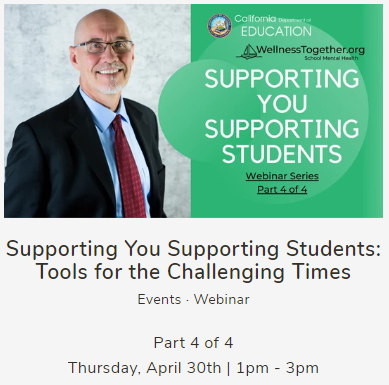 California Department of
EDUCATION
WellnessTogether.org
School Mental Health
SUPPORTING
YOU
SUPPORTING
STUDENTS
Webinar Series
Part 4 of 4
Supporting You Supporting Students:
Tools for the Challenging Times
Events · Webinar
Part 4 of 4
Thursday, April 30th | 1pm - 3pm